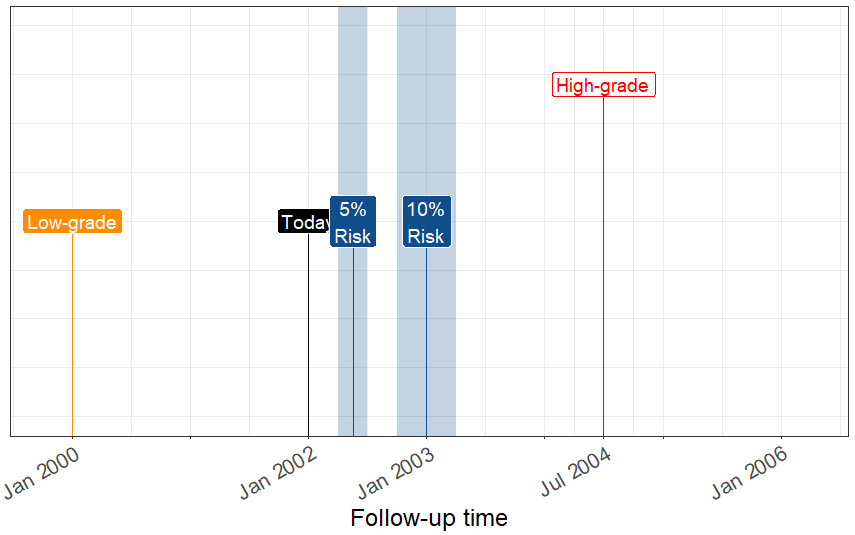 High-grade
Low-grade
Today
5%
Risk
10%
Risk
Jan 2000
Jan 2002
Jan 2003
Jul 2004
Jan 2006
Follow-up time